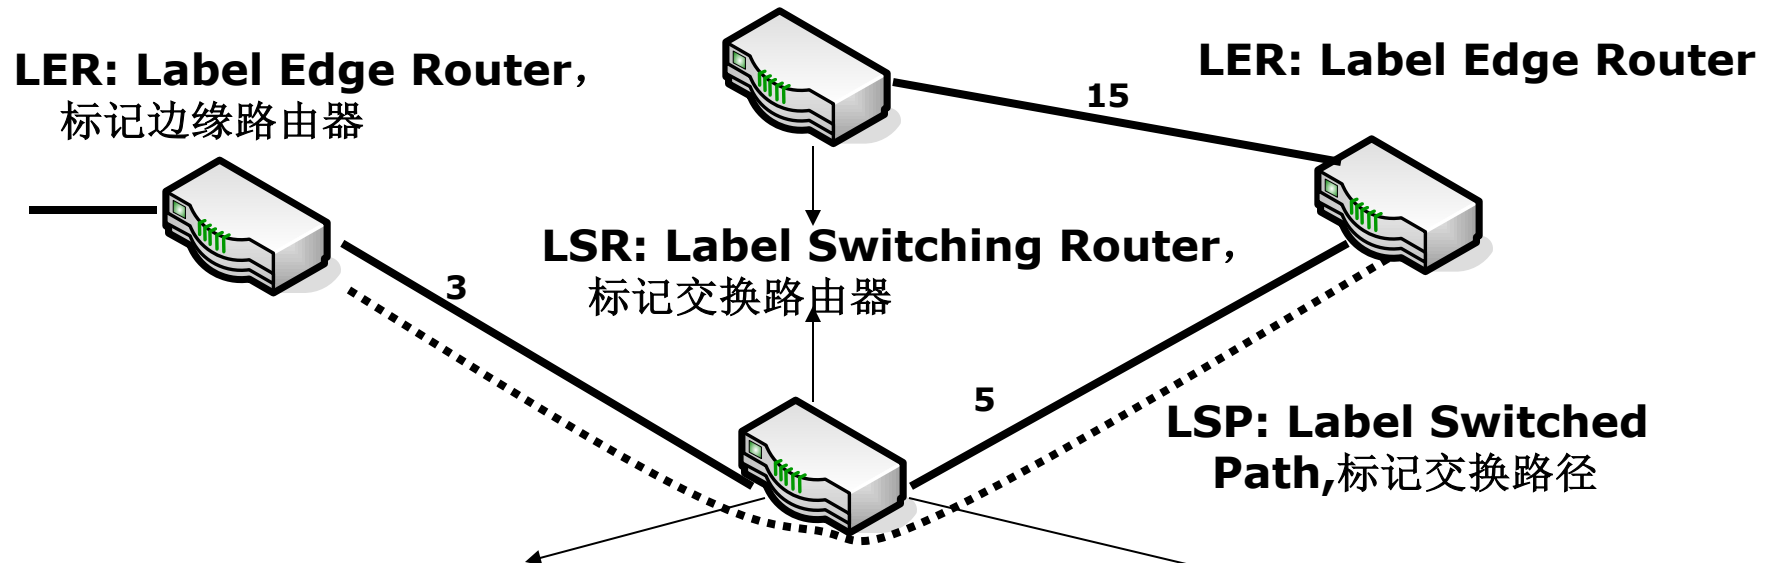 LER: Label Edge Router，
标记边缘路由器
LER: Label Edge Router
15
LSR: Label Switching Router，
标记交换路由器
3
5
LSP: Label Switched
Path,标记交换路径